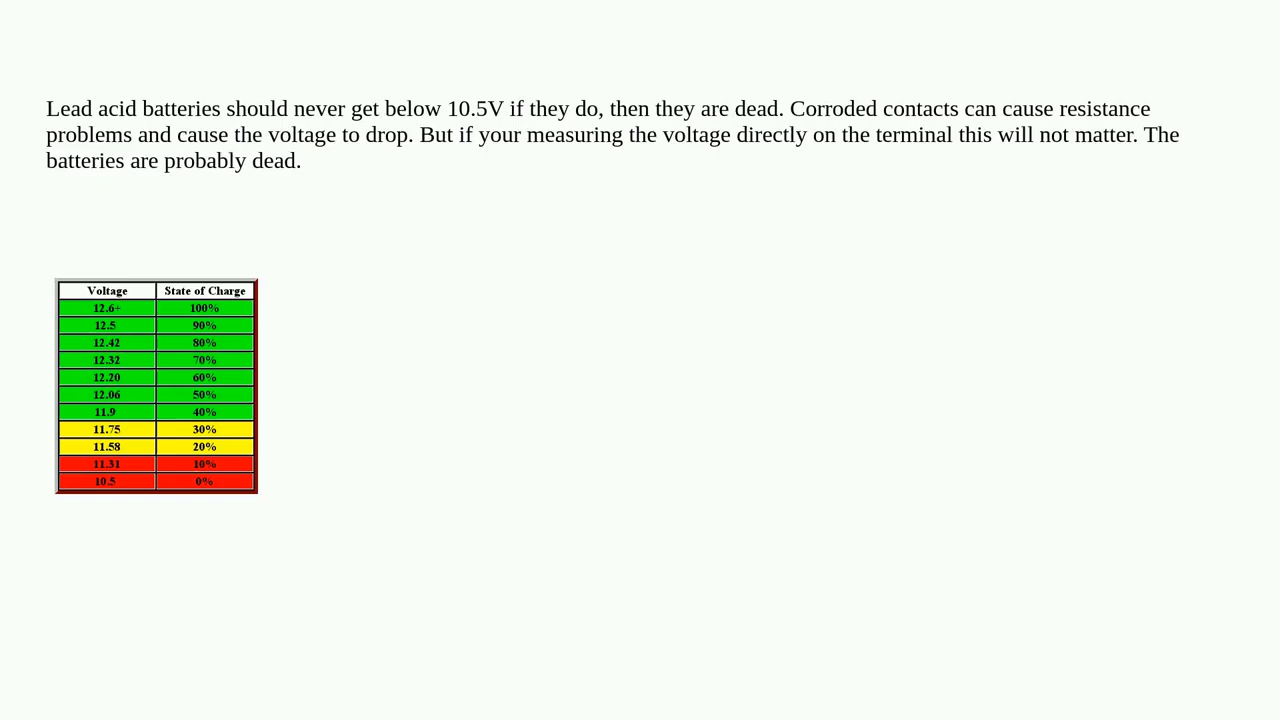 Lead acid batteries should never get below 10.5V if they do, then they are dead. Corroded contacts can cause resistance
problems and cause the voltage to drop. But if your measuring the voltage directly on the terminal this will not matter. The
batteries are probably dead.
Voltage State of Charge
12.6+ 100%
12.5 90%
12.42 80%
12.32 70%
12.20 60%
12.06 50%
11.9 40%
11.75 30%
11.58 20%
11.31 10%
10.5 0%